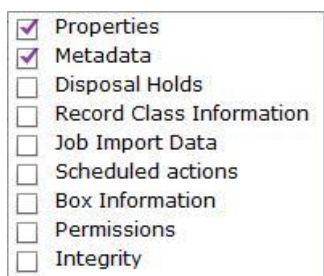 Properties
Metadata
Disposal Holds
Record Class Information
Job Import Data
Scheduled actions
Box Information
Permissions
Integrity